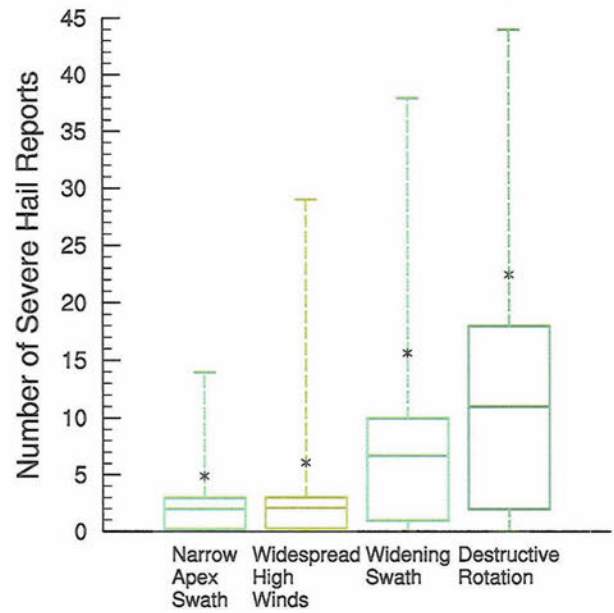 Number of Severe Hail Reports
45
40
35
30
25
20
15
10
5
0
Narrow
Apex
Swath
Widespread
High
Winds
Widening
Swath
Destructive
Rotation